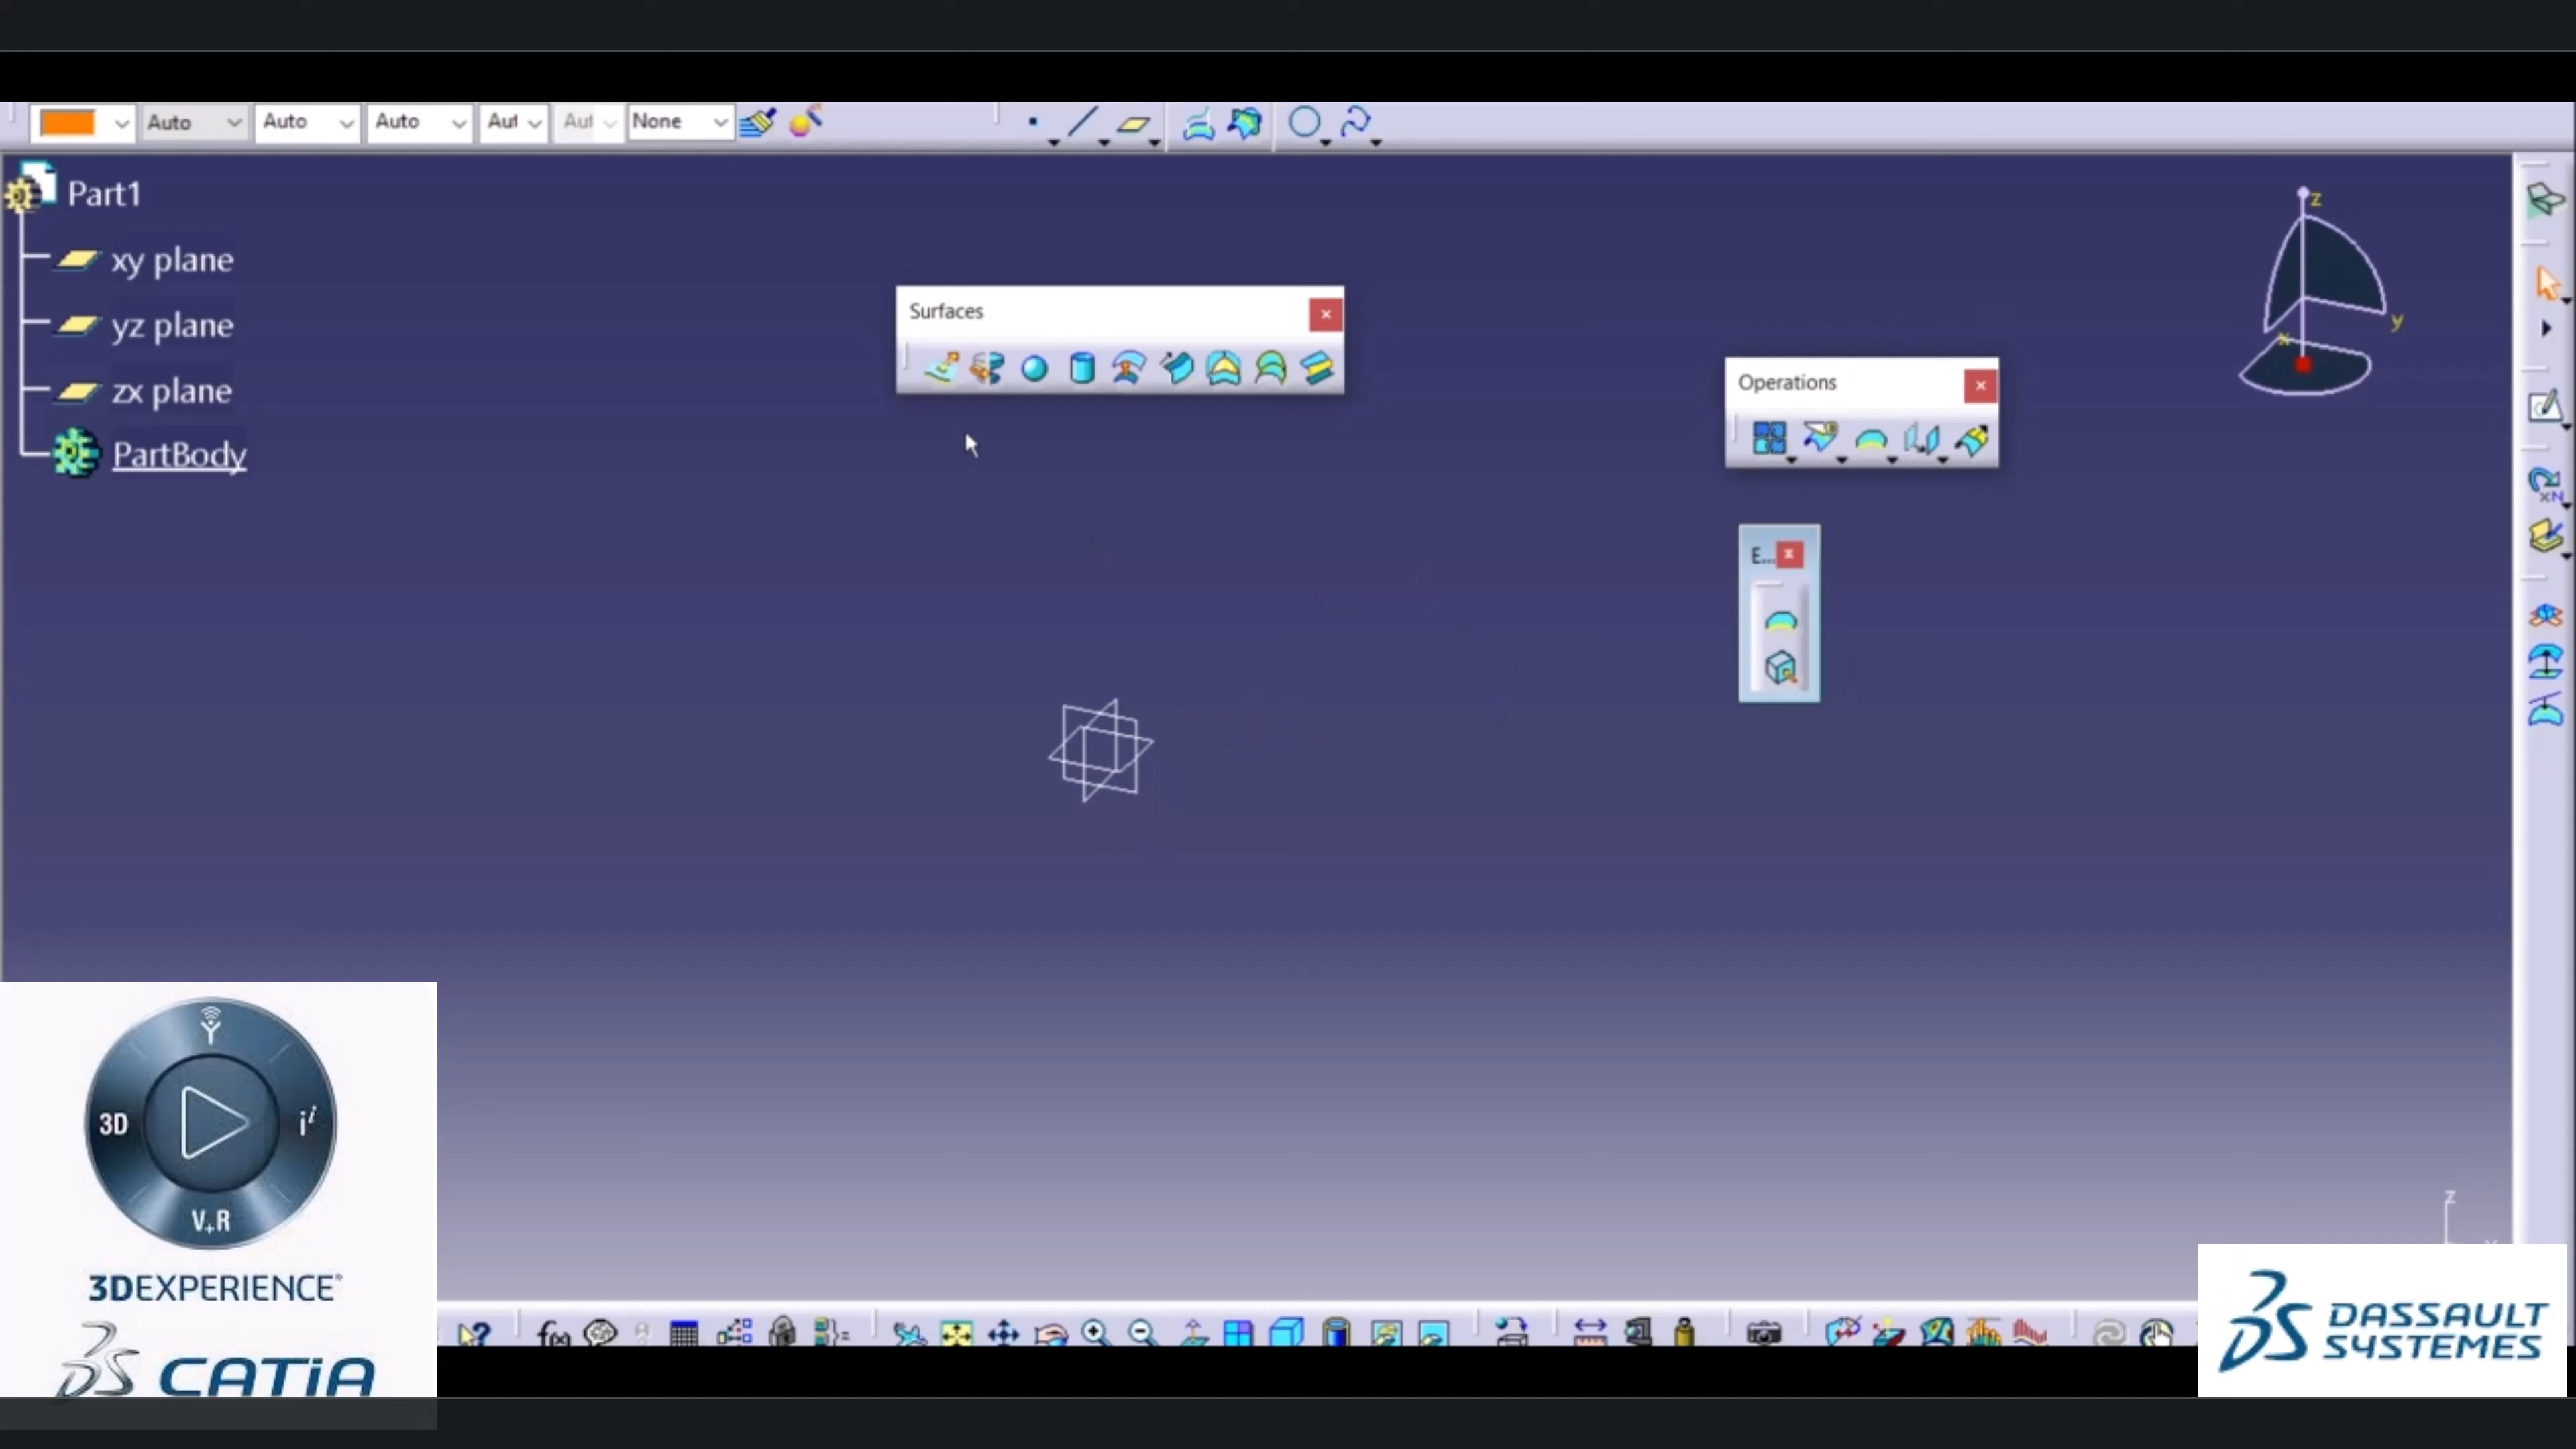 Auto
Auto
Auto
Aut
Aut
None
Part1
xy plane
yz plane
zx plane
PartBody
Surfaces
Operations
E...
z
y
x
xN
3D
i i
V+R
3DEXPERIENCE®
CATIA
f(x)
z
DASSAULT
SYSTEMES